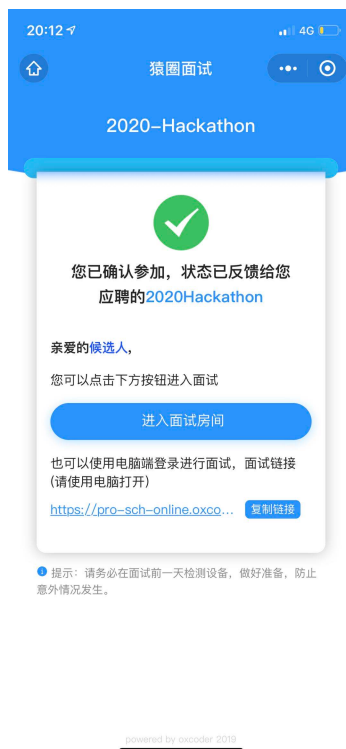 20:12
4G
猿圈面试
2020-Hackathon
您已确认参加，状态已反馈给您
应聘的2020Hackathon
亲爱的候选人，
您可以点击下方按钮进入面试
进入面试房间
也可以使用电脑端登录进行面试，面试链接
(请使用电脑打开)
https://pro-sch-online.oxco... 复制链接
提示：请务必在面试前一天检测设备，做好准备，防止
意外情况发生。
powered by oxcoder 2019